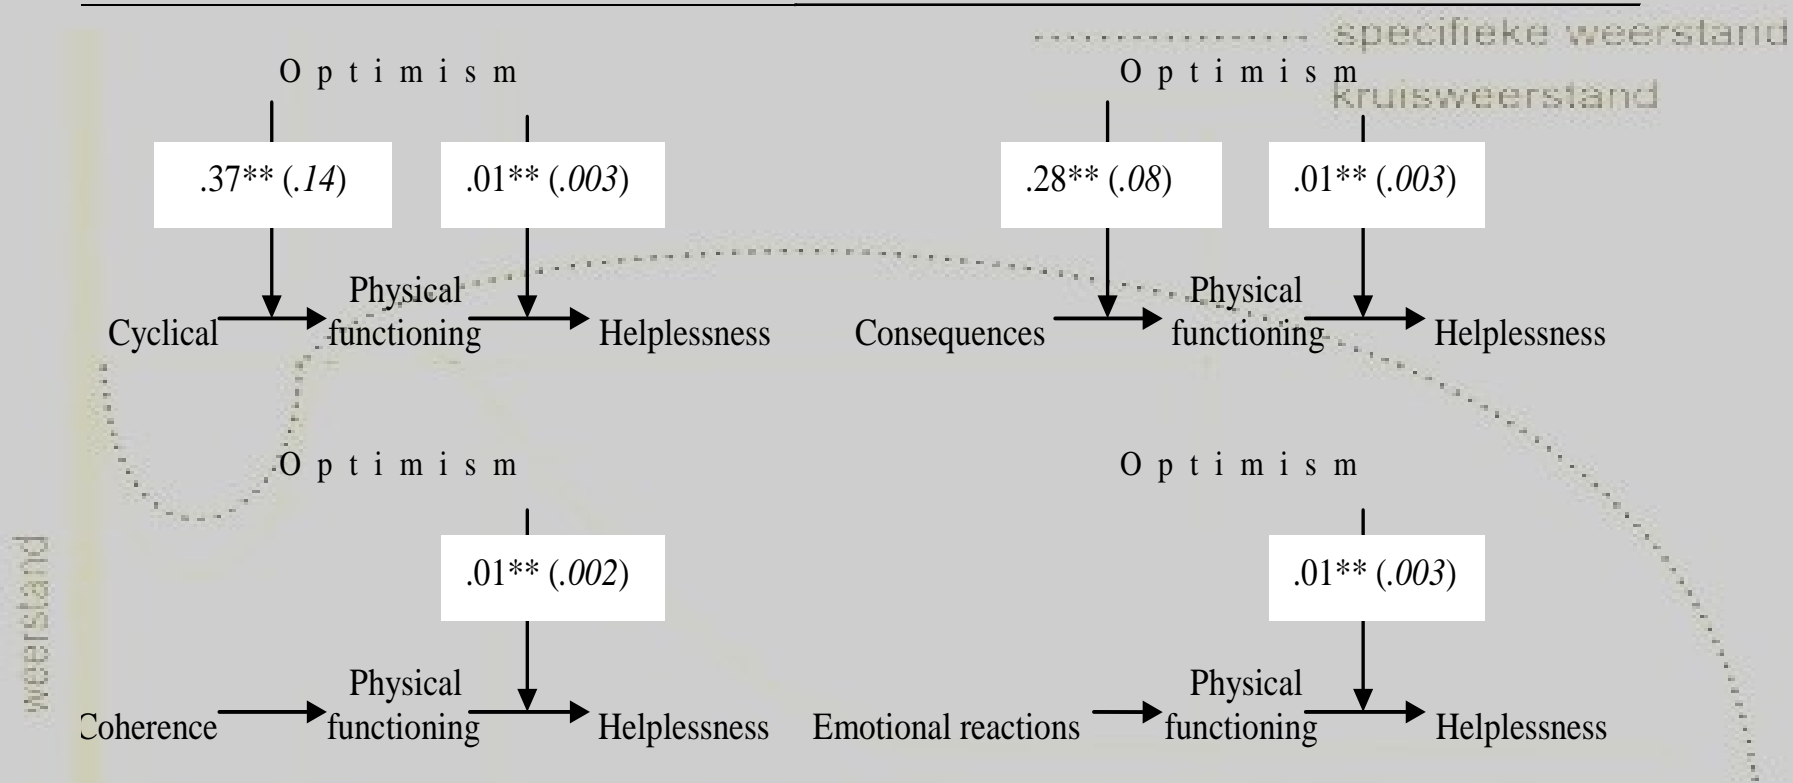 specifieke weerstand
kruisweerstand
Optimism
.37** (.14) .01** (.003)
Cyclical Physical functioning Helplessness
Optimism
.28** (.08) .01** (.003)
Consequences Physical functioning Helplessness
Optimism
.01** (.002)
Coherence Physical functioning Helplessness
Optimism
.01** (.003)
Emotional reactions Physical functioning Helplessness
weerstand